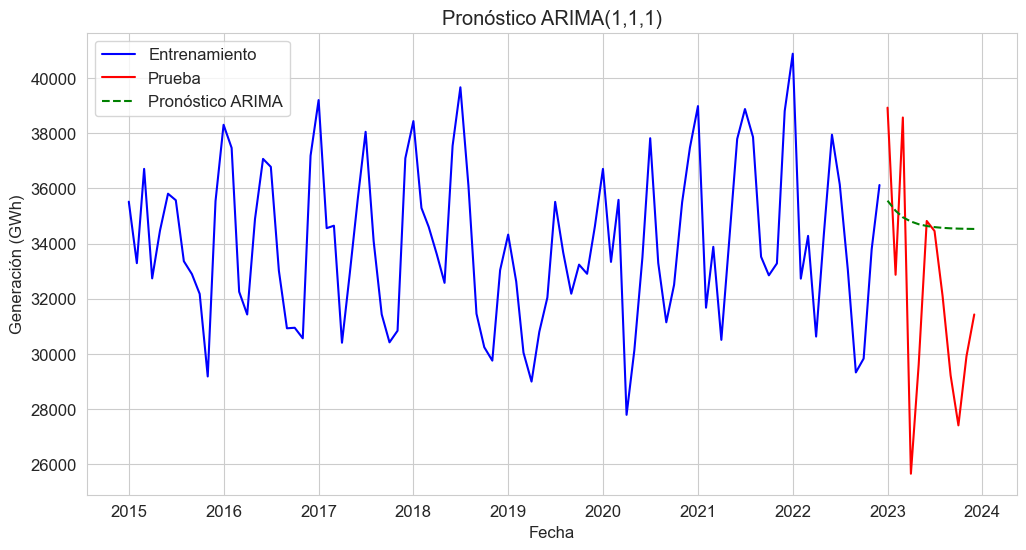 Pronóstico ARIMA(1,1,1)
Entrenamiento
Prueba
Pronóstico ARIMA
Generación (GWh)
40000
38000
36000
34000
32000
30000
28000
26000
2015 2016 2017 2018 2019 2020 2021 2022 2023 2024
Fecha